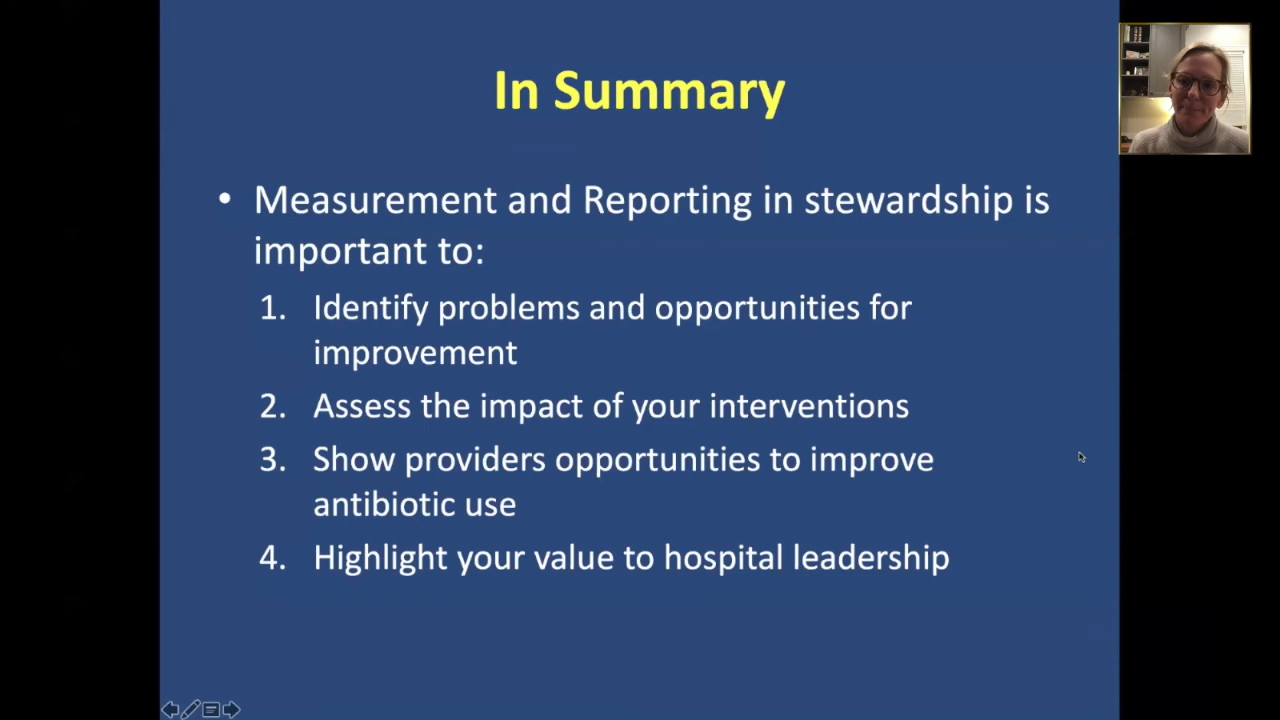 In Summary
• Measurement and Reporting in stewardship is
important to:
1. Identify problems and opportunities for
improvement
2. Assess the impact of your interventions
3. Show providers opportunities to improve
antibiotic use
4. Highlight your value to hospital leadership